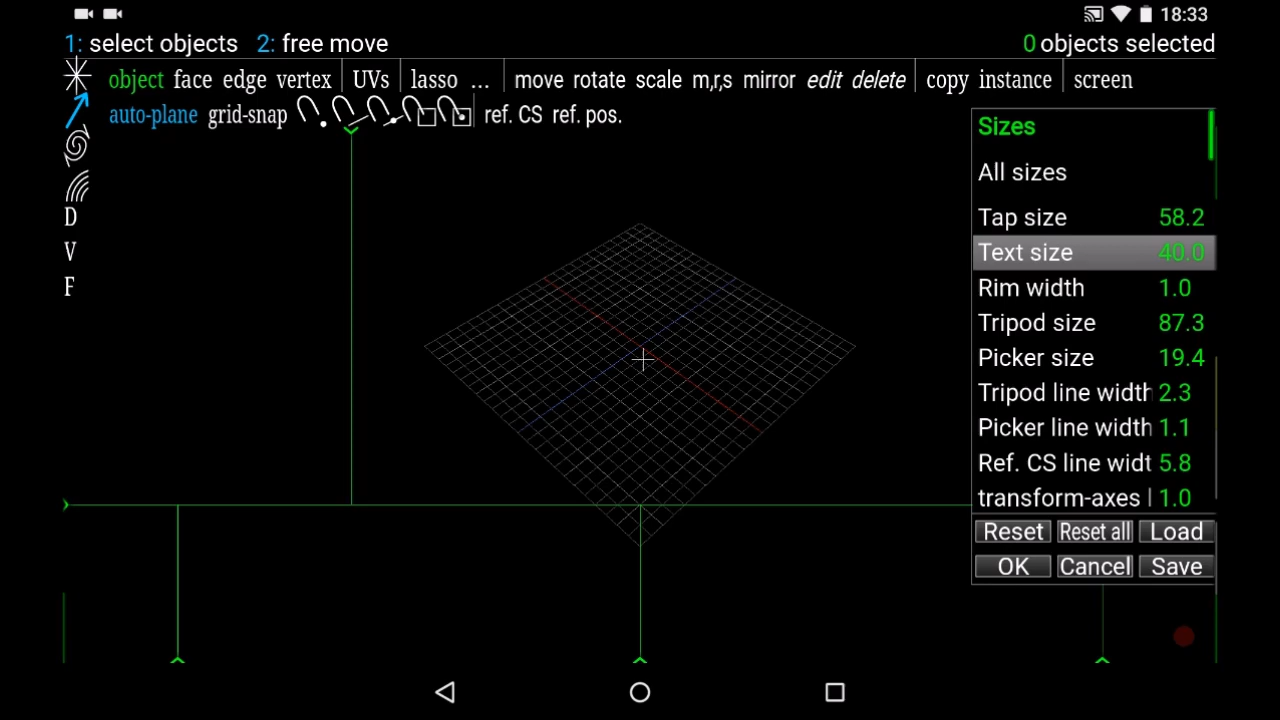 18:33
1: select objects 2: free move 0 objects selected
object face edge vertex UVs lasso ... move rotate scale m,r,s mirror edit delete copy instance screen
auto-plane grid-snap ref. CS ref. pos.
D
V
F
Sizes
All sizes
Tap size 58.2
Text size 40.0
Rim width 1.0
Tripod size 87.3
Picker size 19.4
Tripod line width 2.3
Picker line width 1.1
Ref. CS line widt 5.8
transform-axes l 1.0
Reset Reset all Load
OK Cancel Save